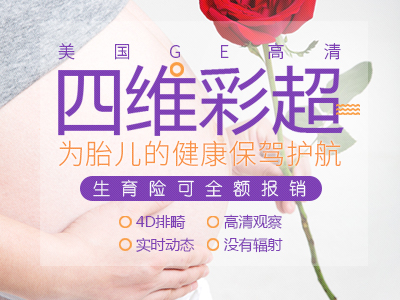 美国GE高清
四维彩超
为胎儿的健康保驾护航
生育险可全额报销
4D排畸 高清观察
实时动态 没有辐射